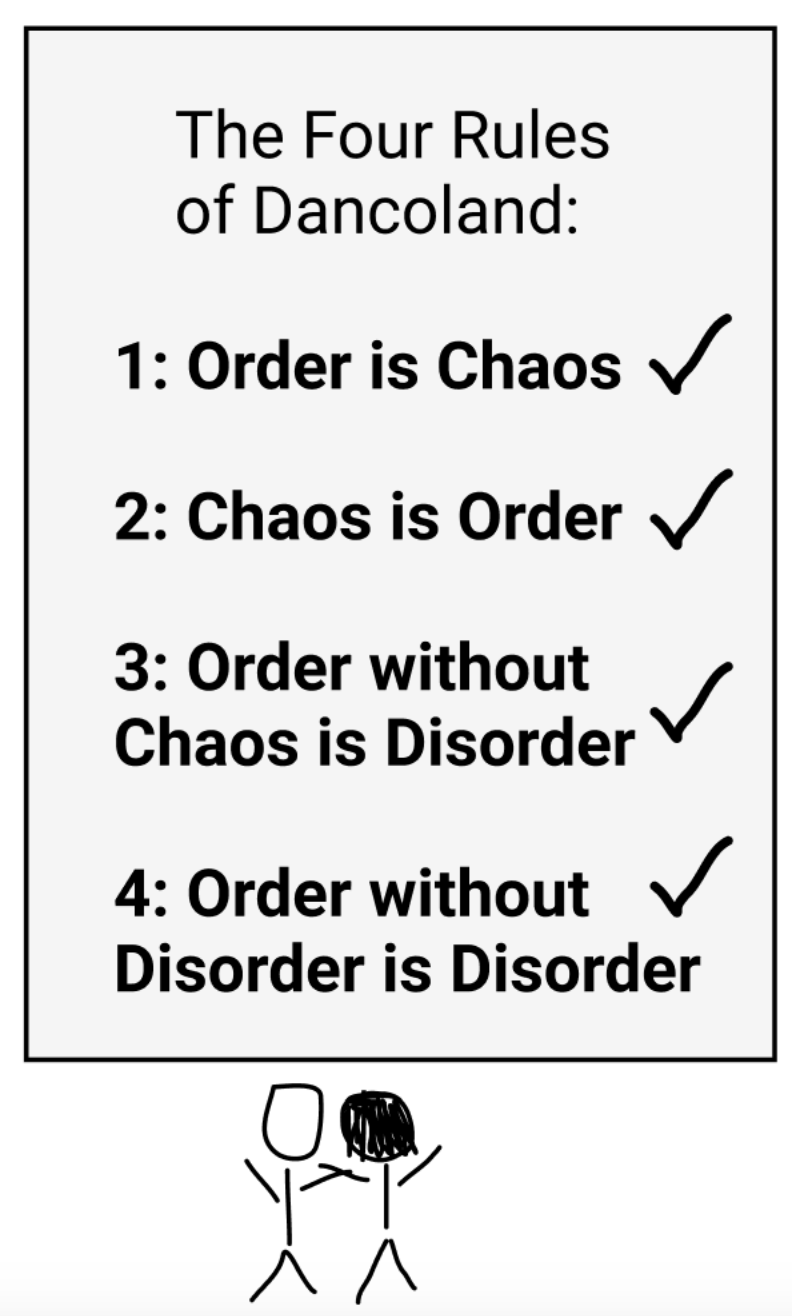 The Four Rules
of Dancoland:
1: Order is Chaos
2: Chaos is Order
3: Order without
Chaos is Disorder
4: Order without
Disorder is Disorder